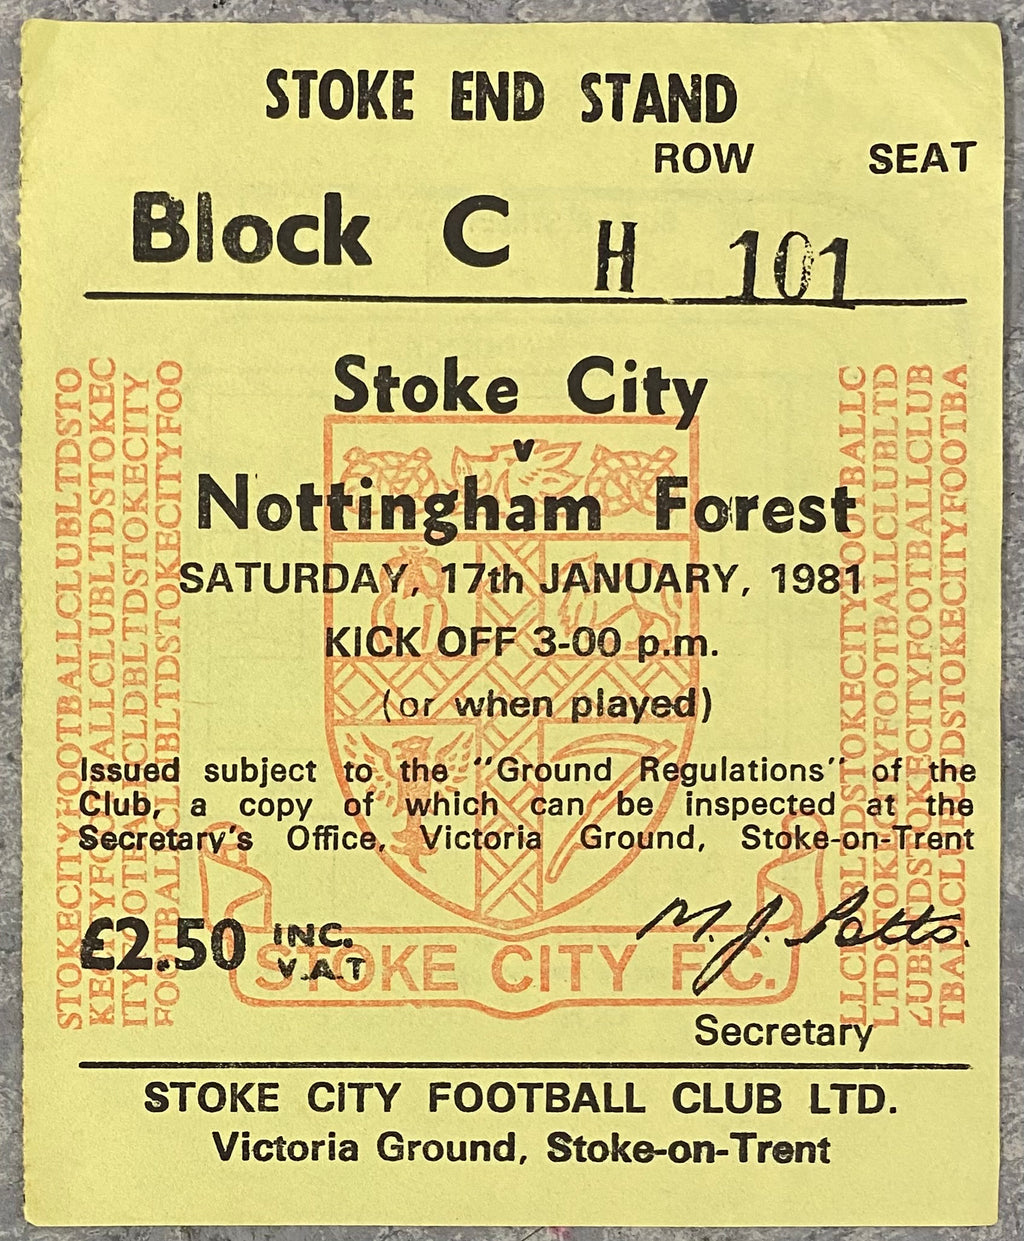 STOKE END STAND
ROW SEAT
Block C H 101
Stoke City
v
Nottingham Forest
SATURDAY, 17th JANUARY, 1981
KICK OFF 3-00 p.m.
(or when played)
Issued subject to the "Ground Regulations" of the
Club, a copy of which can be inspected at the
Secretary's Office, Victoria Ground, Stoke-on-Trent
£2.50 INC.
V.A.T
M. J. Potts.
STOKE CITY F.C.
Secretary
STOKE CITY FOOTBALL CLUB LTD.
Victoria Ground, Stoke-on-Trent